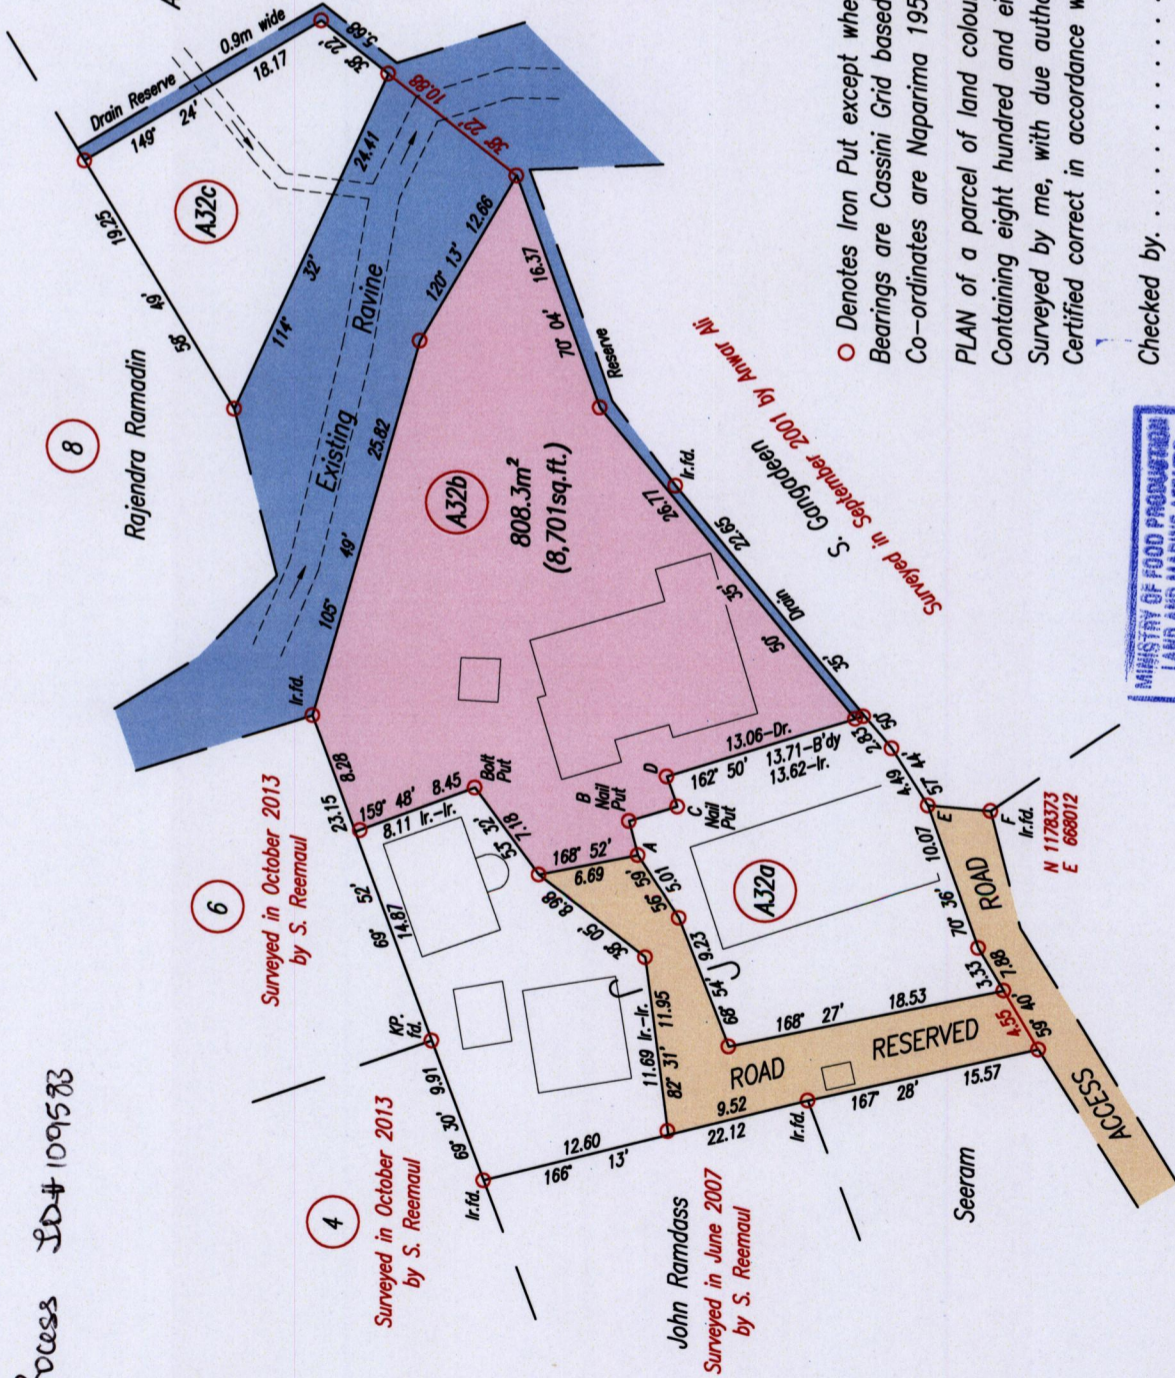 ocess LD# 109583
8
Rajendra Ramadin
Drain Reserve
0.9m wide
149° 24'
18.17
38° 22'
5.68
58° 49'
19.25
A32c
114° 32'
24.41
10.88
38° 22'
Existing Ravine
105° 49'
25.82
120° 13'
12.66
Ir.fd.
A32b
808.3m²
(8,701sq.ft.)
70° 04'
16.37
Reserve
26.77
Ir.fd.
22.65
50° 35'
Drain
35'
50°
S. Gangadeen
Surveyed in September 2001 by Anwar Ali
6
Surveyed in October 2013
by S. Reemaul
23.15
8.28
69° 52'
14.87
159° 48'
8.45
8.11 Ir.-Ir.
Bolt
Put
53° 32'
7.18
168° 52'
6.69
B
Nail
Put
A
C
Nail
Put
D
162° 50'
13.06-Dr.
13.71-B'dy
13.62-Ir.
2.83
4.49
57° 44'
E
F
Ir.fd.
N 1178373
E 668012
KP.
fd.
4
Surveyed in October 2013
by S. Reemaul
69° 30'
9.91
Ir.fd.
166° 13'
12.60
22.12
9.52
82° 31'
11.69 Ir.-Ir.
11.95
38° 05'
8.98
56° 59'
5.01
68° 54'
9.23
A32a
168° 27'
18.53
ROAD RESERVED
167° 28'
15.57
Ir.fd.
4.55
59° 40'
3.33
7.88
70° 36'
10.07
ACCESS ROAD
John Ramdass
Surveyed in June 2007
by S. Reemaul
Seeram
Denotes Iron Put except whe
Bearings are Cassini Grid based
Co-ordinates are Naparima 195
PLAN of a parcel of land colou
Containing eight hundred and ei
Surveyed by me, with due autho
Certified correct in accordance w
Checked by. . . . . . . . .
MINISTRY OF FOOD PRODUCTION